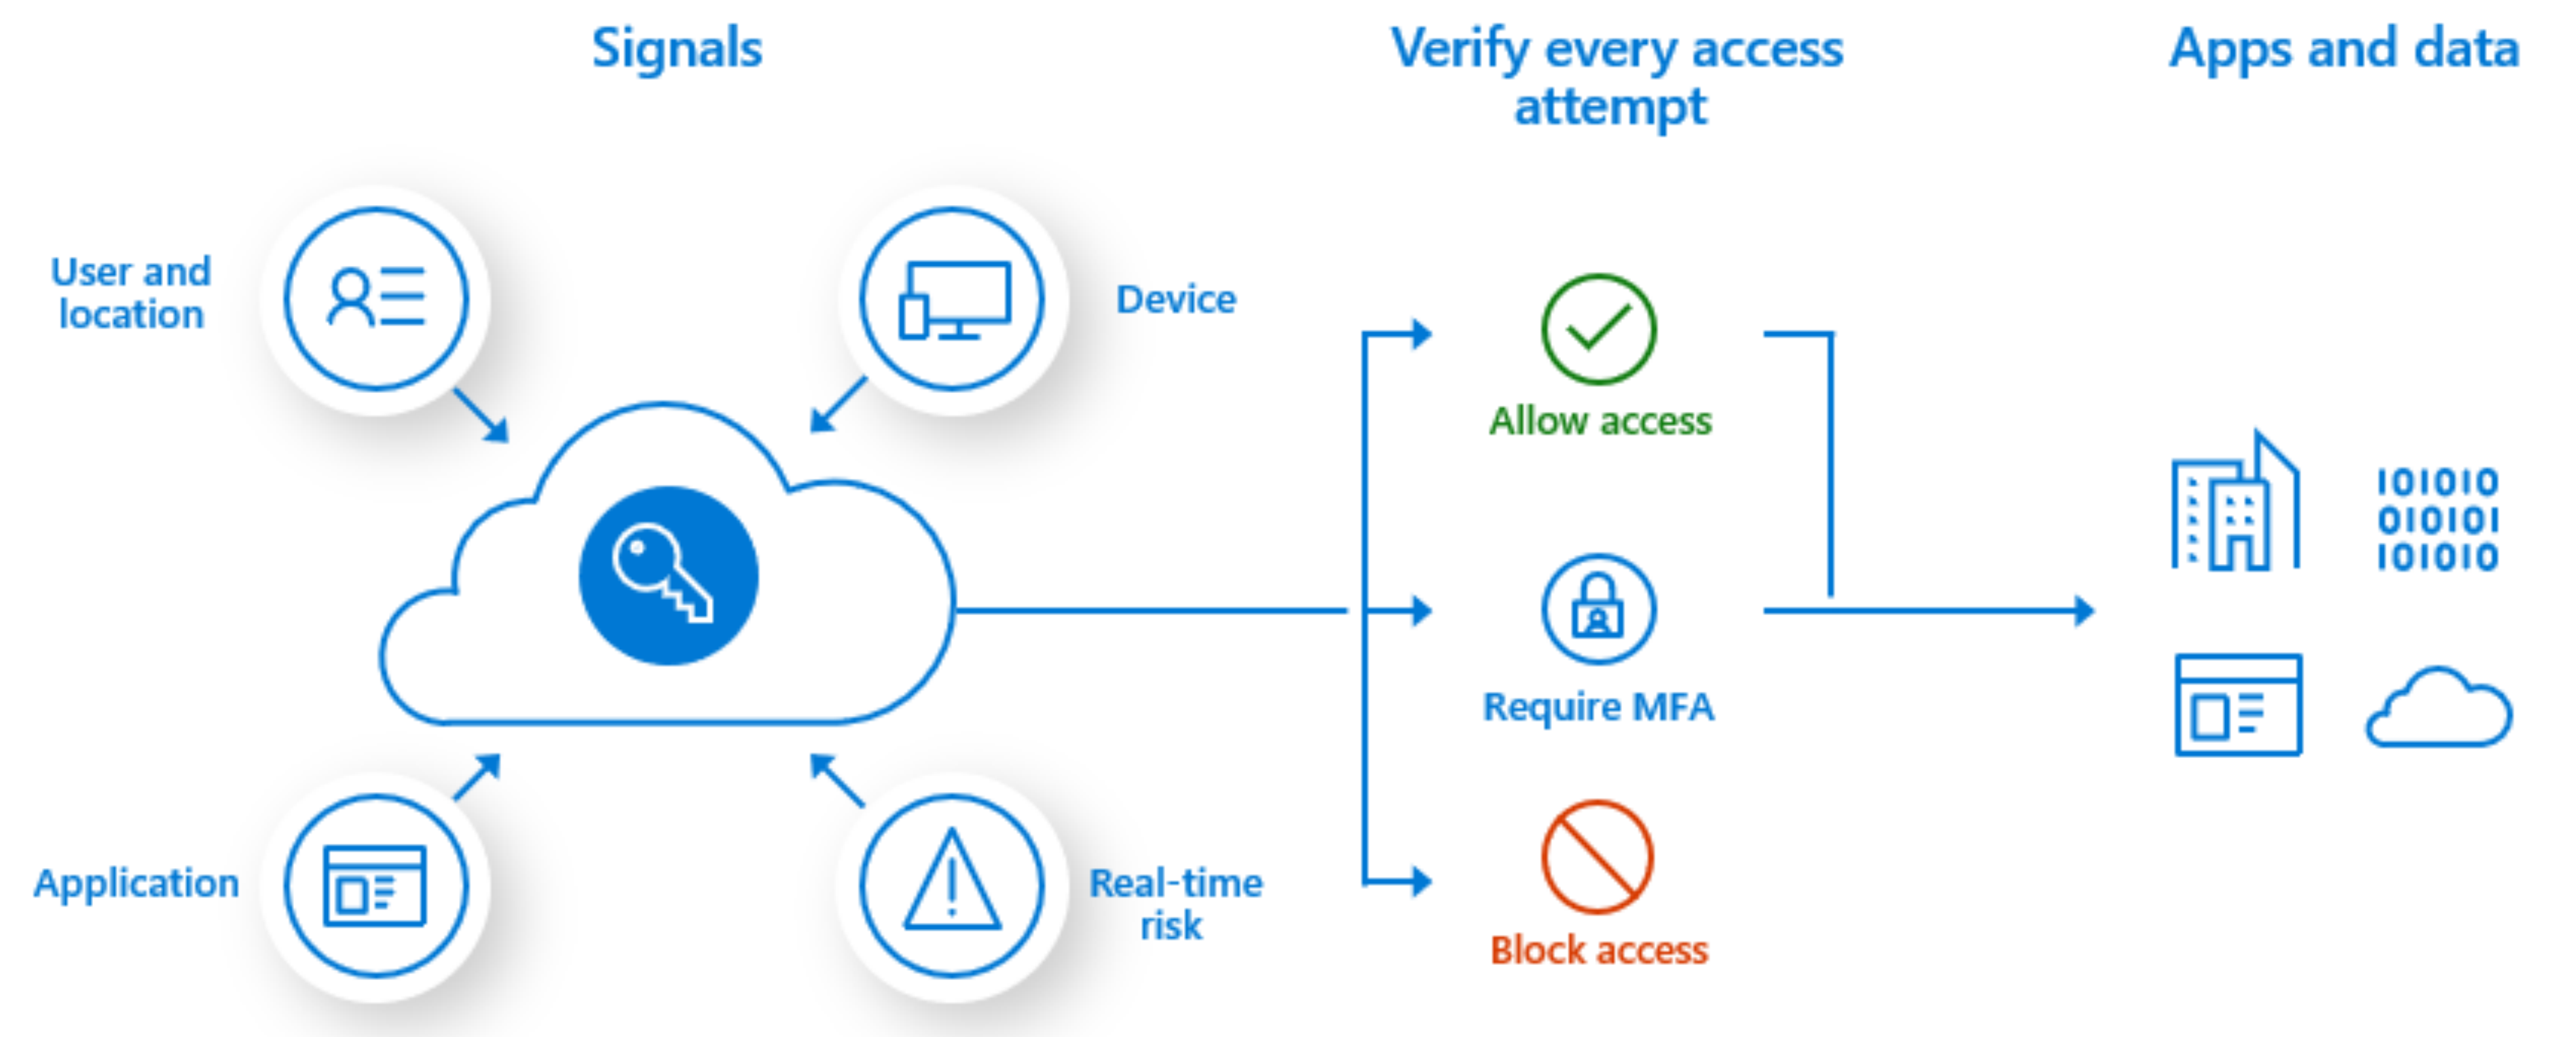 Signals
Verify every access
attempt
Apps and data
User and
location
Device
Allow access
101010
010101
101010
Require MFA
Application
Real-time
risk
Block access